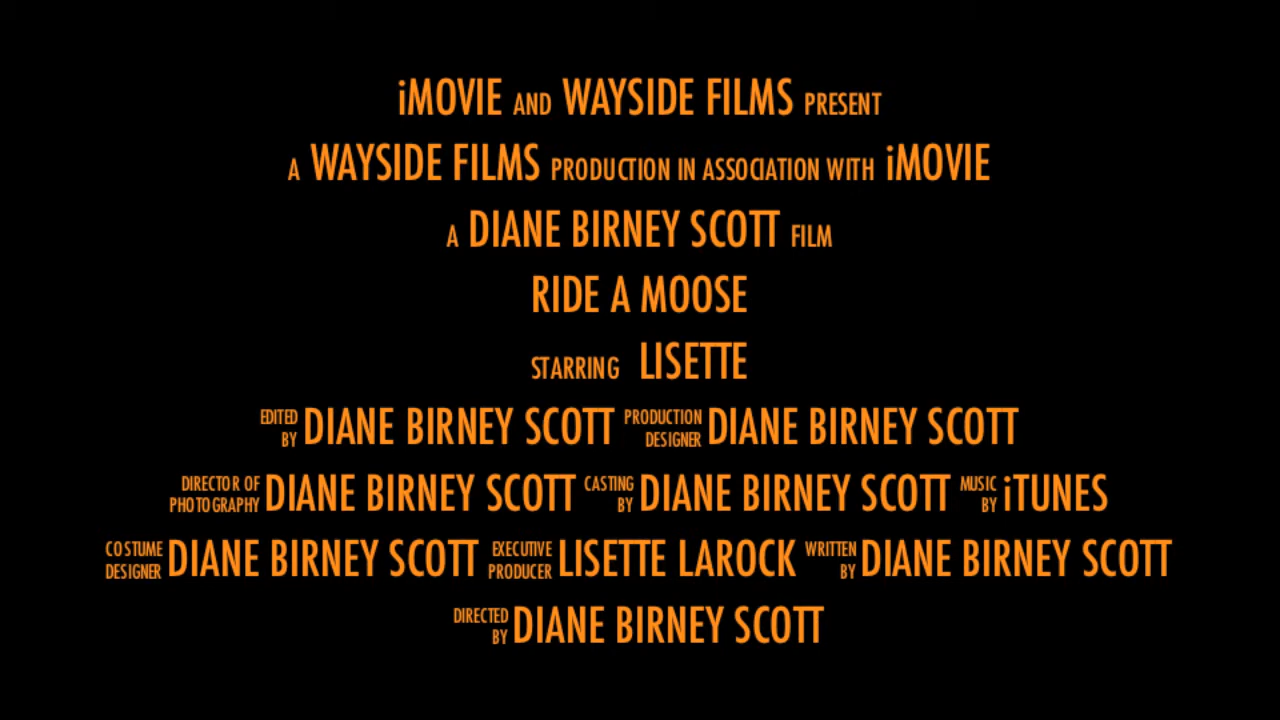 iMOVIE AND WAYSIDE FILMS PRESENT
A WAYSIDE FILMS PRODUCTION IN ASSOCIATION WITH iMOVIE
A DIANE BIRNEY SCOTT FILM
RIDE A MOOSE
STARRING LISETTE
EDITED BY DIANE BIRNEY SCOTT PRODUCTION DESIGNER DIANE BIRNEY SCOTT
DIRECTOR OF PHOTOGRAPHY DIANE BIRNEY SCOTT CASTING BY DIANE BIRNEY SCOTT MUSIC BY iTUNES
COSTUME DESIGNER DIANE BIRNEY SCOTT EXECUTIVE PRODUCER LISETTE LAROCK WRITTEN BY DIANE BIRNEY SCOTT
DIRECTED BY DIANE BIRNEY SCOTT